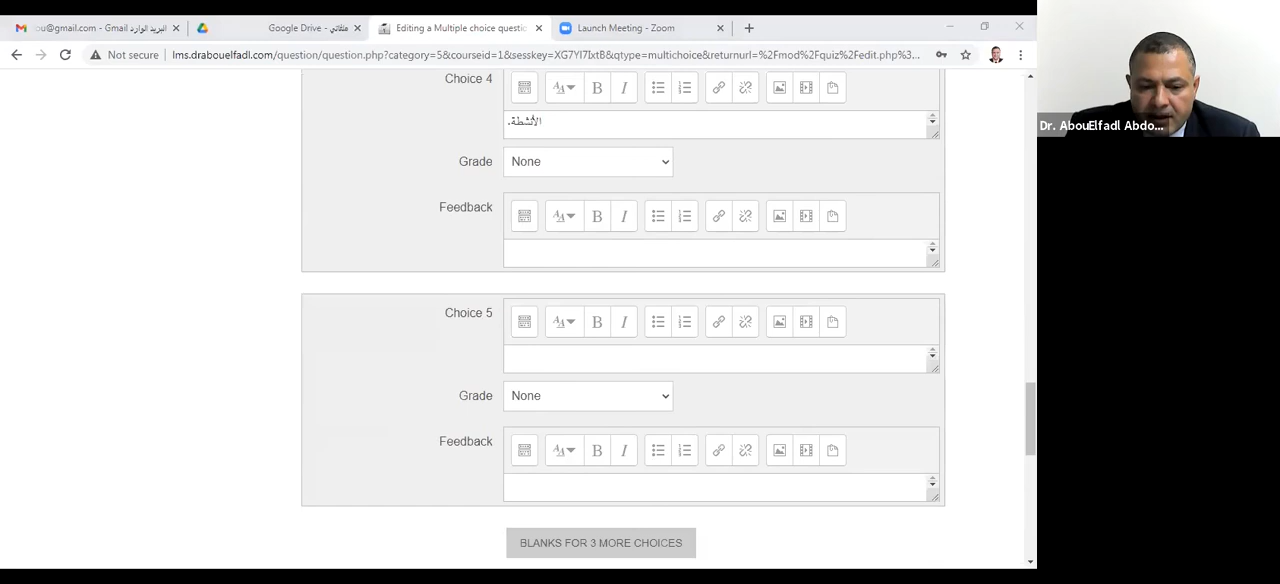 ou@gmail.com - Gmail البريد الوارد
Google Drive - ملفاتي
Editing a Multiple choice questic
Launch Meeting - Zoom
Not secure | lms.drabouelfadl.com/question/question.php?category=5&courseid=1&sesskey=XG7YI7IxtB&qtype=multichoice&returnurl=%2Fmod%2Fquiz%2Fedit.php%3...
Dr. AbouElfadl Abdo...
Choice 4
الأنشطة.
Grade
None
Feedback
Choice 5
Grade
None
Feedback
BLANKS FOR 3 MORE CHOICES